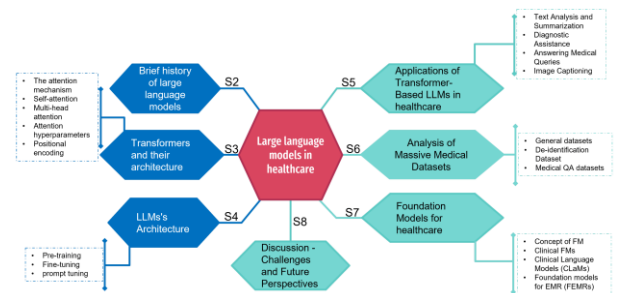 Text Analysis and
Summarization
Diagnostic
Assistance
Answering Medical
Queries
Image Captioning
Brief history of
large language
models
S2
S5
Applications of
Transformer-
Based LLMs in
healthcare
The attention
mechanism
Self-attention
Multi-head
attention
Attention
hyperparameters
Positional
encoding
Transformers
and their
architecture
S3
Large language
models in
healthcare
S6
Analysis of
Massive Medical
Datasets
General datasets
De-identification
Dataset
Medical QA datasets
LLMs's
Architecture
S4
S7
Foundation
Models for
healthcare
S8
Discussion -
Challenges
and Future
Perspectives
Pre-training
Fine-tuning
prompt tuning
Concept of FM
Clinical FMs
Clinical Language
Models (CLaMs)
Foundation models
for EMR (FEMRs)